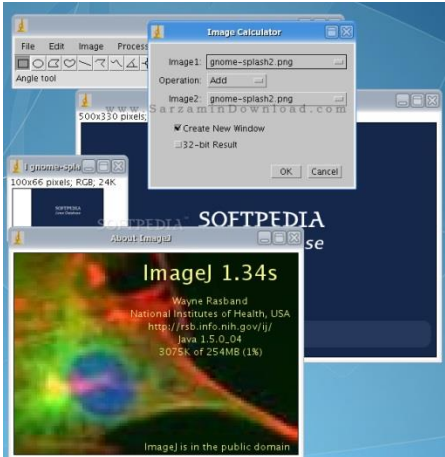 File Edit Image Process
Angle tool
Image Calculator
Image1: gnome-splash2.png
Operation: Add
Image2: gnome-splash2.png
Create New Window
32-bit Result
OK Cancel
www.SarzaminDownload.com
500x330 pixels; RGB;
SOFTPEDIA
se
100x66 pixels; RGB; 24K
SOFTPEDIA
SOFTPEDIA
About ImageJ
ImageJ 1.34s
Wayne Rasband
National Institutes of Health, USA
http://rsb.info.nih.gov/ij/
Java 1.5.0_04
3075K of 254MB (1%)
ImageJ is in the public domain